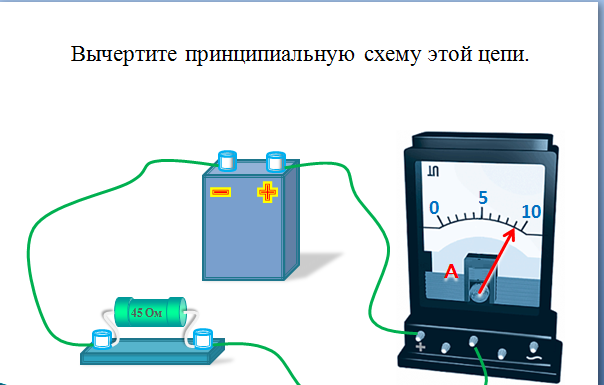 Вычертите принципиальную схему этой цепи.
− +
0 5 10
А
45 Ом
+ ~